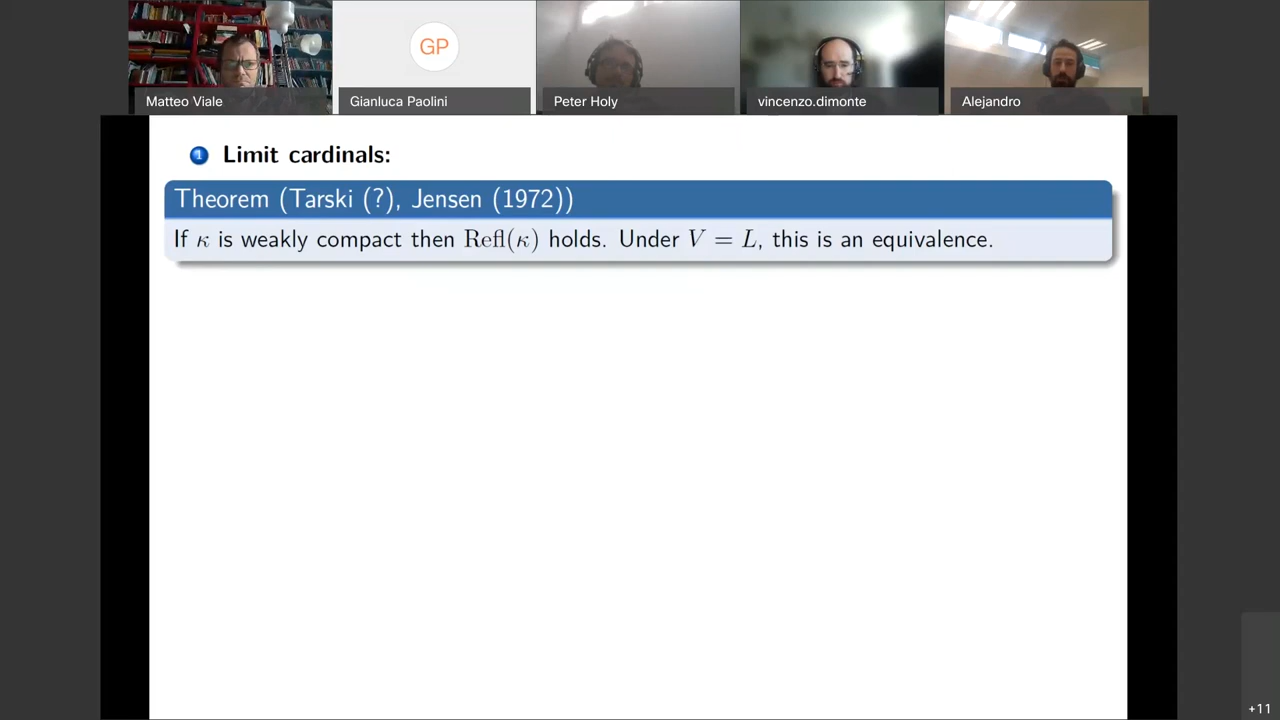 GP
Matteo Viale
Gianluca Paolini
Peter Holy
vincenzo.dimonte
Alejandro
1 Limit cardinals:
Theorem (Tarski (?), Jensen (1972))
If κ is weakly compact then Refl(κ) holds. Under V = L, this is an equivalence.
+11